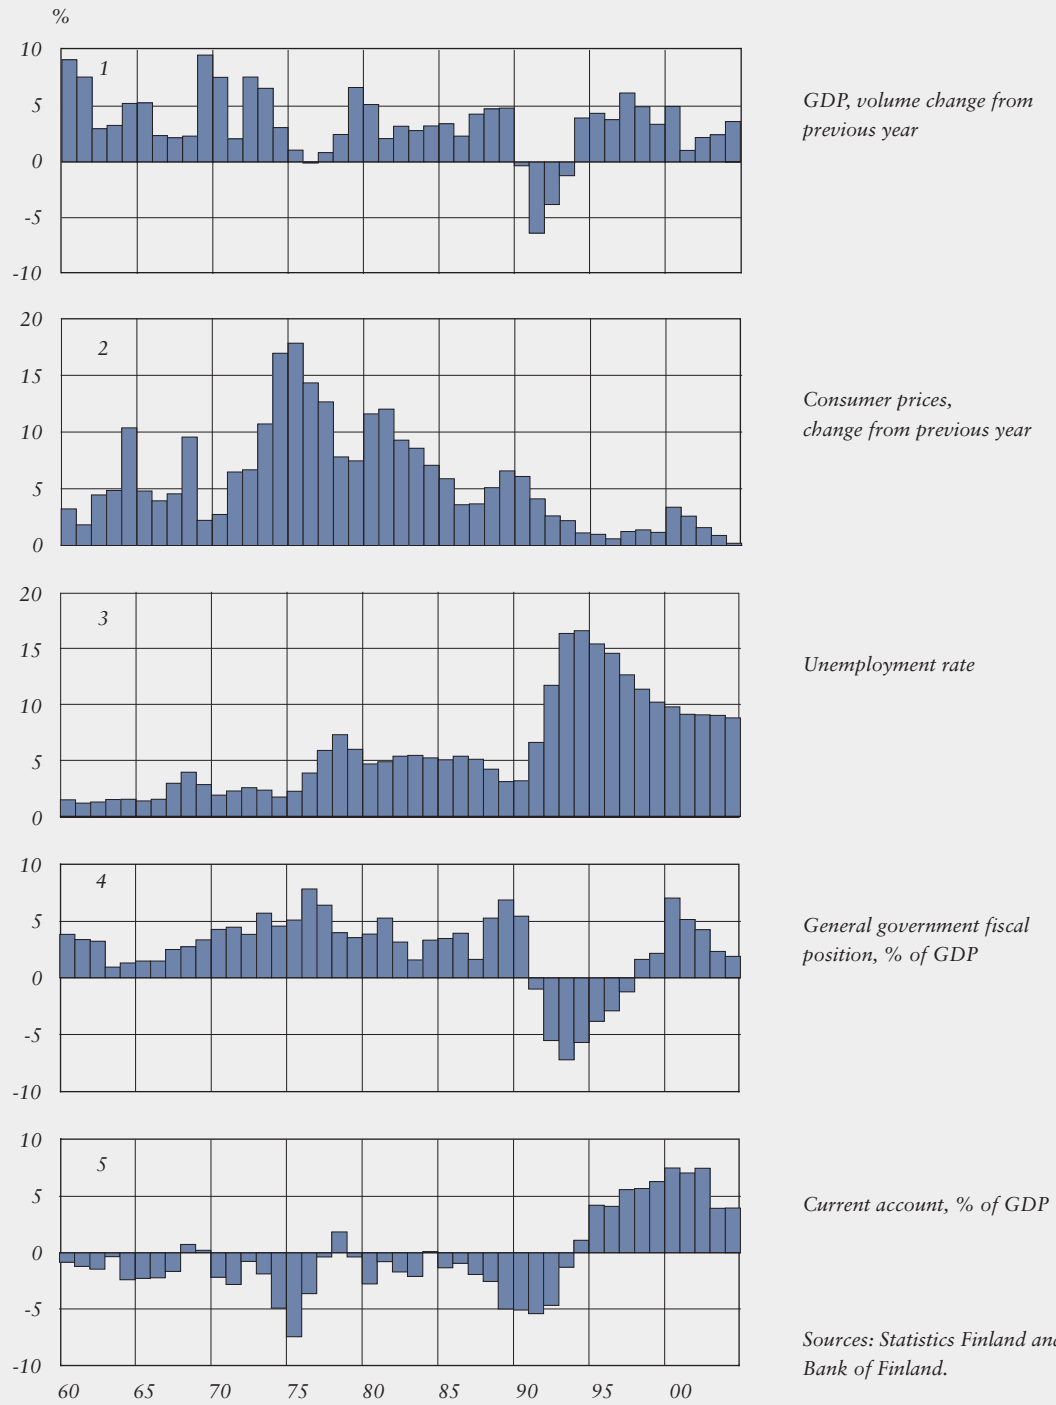 %
10
5
0
-5
-10
1
GDP, volume change from
previous year
20
15
10
5
0
2
Consumer prices,
change from previous year
20
15
10
5
0
3
Unemployment rate
10
5
0
-5
-10
4
General government fiscal
position, % of GDP
10
5
0
-5
-10
5
Current account, % of GDP
60 65 70 75 80 85 90 95 00
Sources: Statistics Finland and
Bank of Finland.